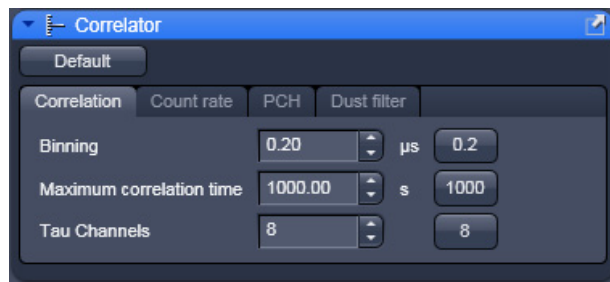 Correlator
Default
Correlation Count rate PCH Dust filter
Binning 0.20 µs 0.2
Maximum correlation time 1000.00 s 1000
Tau Channels 8 8